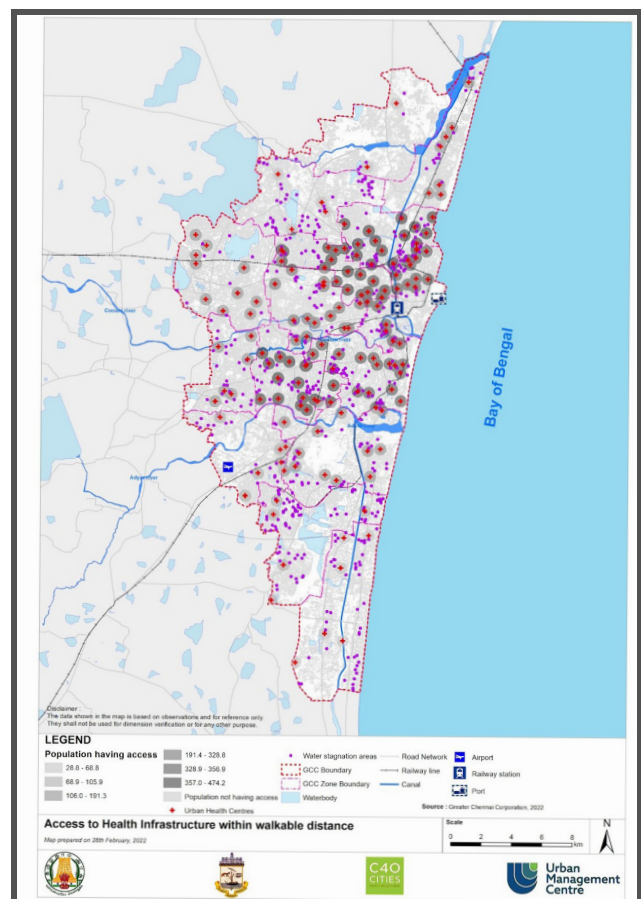 Cooum River
Bay of Bengal
Adyar River
Disclaimer :
The data shown in the map is based on observations and for reference only.
They shall not be used for dimension verification or for any other purpose.
LEGEND
Population having access
28.8 - 68.8
68.9 - 105.9
106.0 - 191.3
191.4 - 328.8
328.9 - 356.9
357.0 - 474.2
Population not having access
Urban Health Centres
Water stagnation areas
GCC Boundary
GCC Zone Boundary
Waterbody
Road Network
Railway line
Canal
Airport
Railway station
Port
Source : Greater Chennai Corporation, 2022
Access to Health Infrastructure within walkable distance
Map prepared on 28th February, 2022
Scale
0 2 4 6 8
km
N
C40
CITIES
Urban
Management
Centre